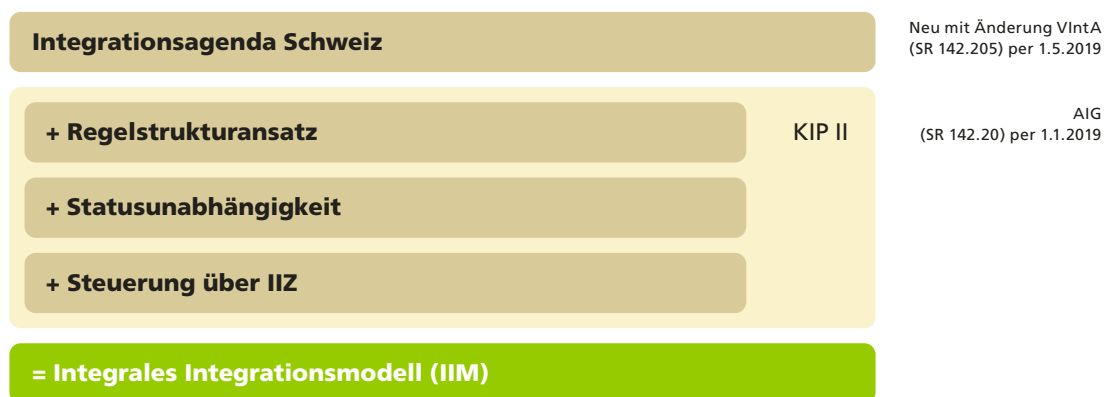 Integrationsagenda Schweiz
Neu mit Änderung VIntA
(SR 142.205) per 1.5.2019
+ Regelstrukturansatz
KIP II
AIG
(SR 142.20) per 1.1.2019
+ Statusunabhängigkeit
+ Steuerung über IIZ
= Integrales Integrationsmodell (IIM)